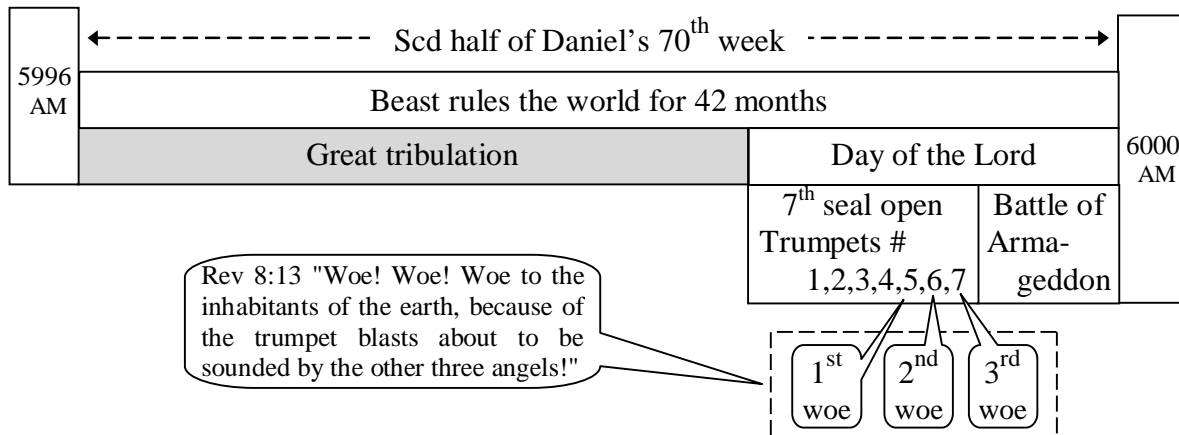 Scd half of Daniel's 70th week
5996
AM
Beast rules the world for 42 months
Great tribulation
Day of the Lord
6000
AM
7th seal open
Trumpets #
1,2,3,4,5,6,7
Battle of
Arma-
geddon
Rev 8:13 "Woe! Woe! Woe to the
inhabitants of the earth, because of
the trumpet blasts about to be
sounded by the other three angels!"
1st
woe
2nd
woe
3rd
woe